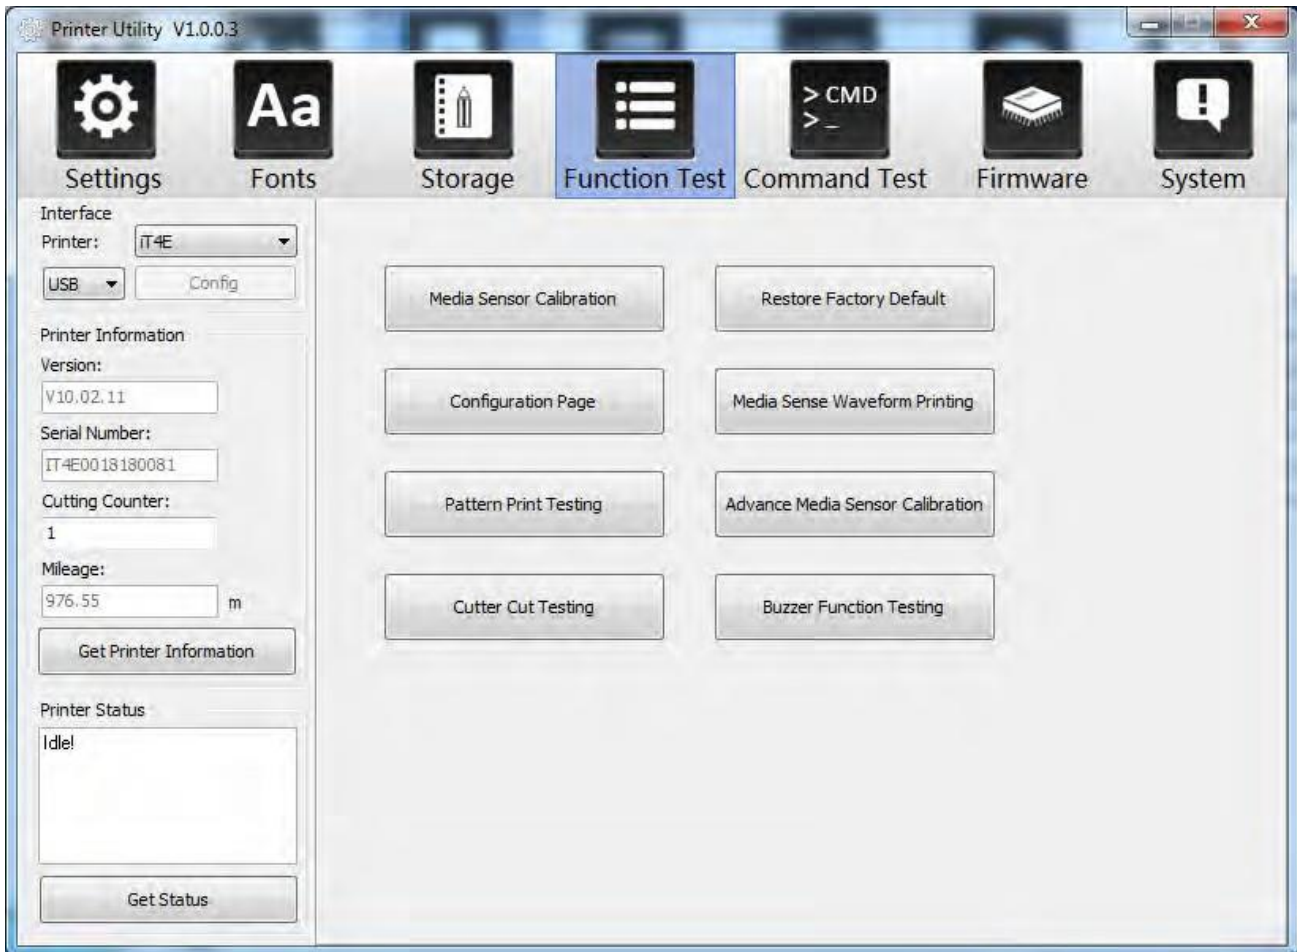 Printer Utility V1.0.0.3
Aa
> CMD
> _
Settings
Fonts
Storage
Function Test
Command Test
Firmware
System
Interface
Printer: iT4E
USB Config
Printer Information
Version:
V10.02.11
Serial Number:
IT4E0018180081
Cutting Counter:
1
Mileage:
976.55 m
Get Printer Information
Printer Status
Idle!
Get Status
Media Sensor Calibration
Restore Factory Default
Configuration Page
Media Sense Waveform Printing
Pattern Print Testing
Advance Media Sensor Calibration
Cutter Cut Testing
Buzzer Function Testing